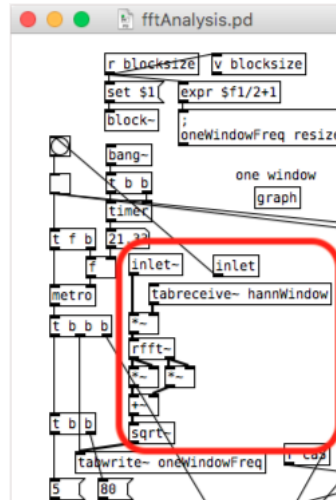 fftAnalysis.pd
r blocksize
v blocksize
set $1
expr $f1/2+1
block~
;
oneWindowFreq resize
bang~
t b b
one window
timer
graph
t f b
21.33
inlet~
inlet
f
tabreceive~ hannWindow
metro
*~
t b b b
rfft~
*~
*~
+~
t b b
sqrt~
tabwrite~ oneWindowFreq
5
80